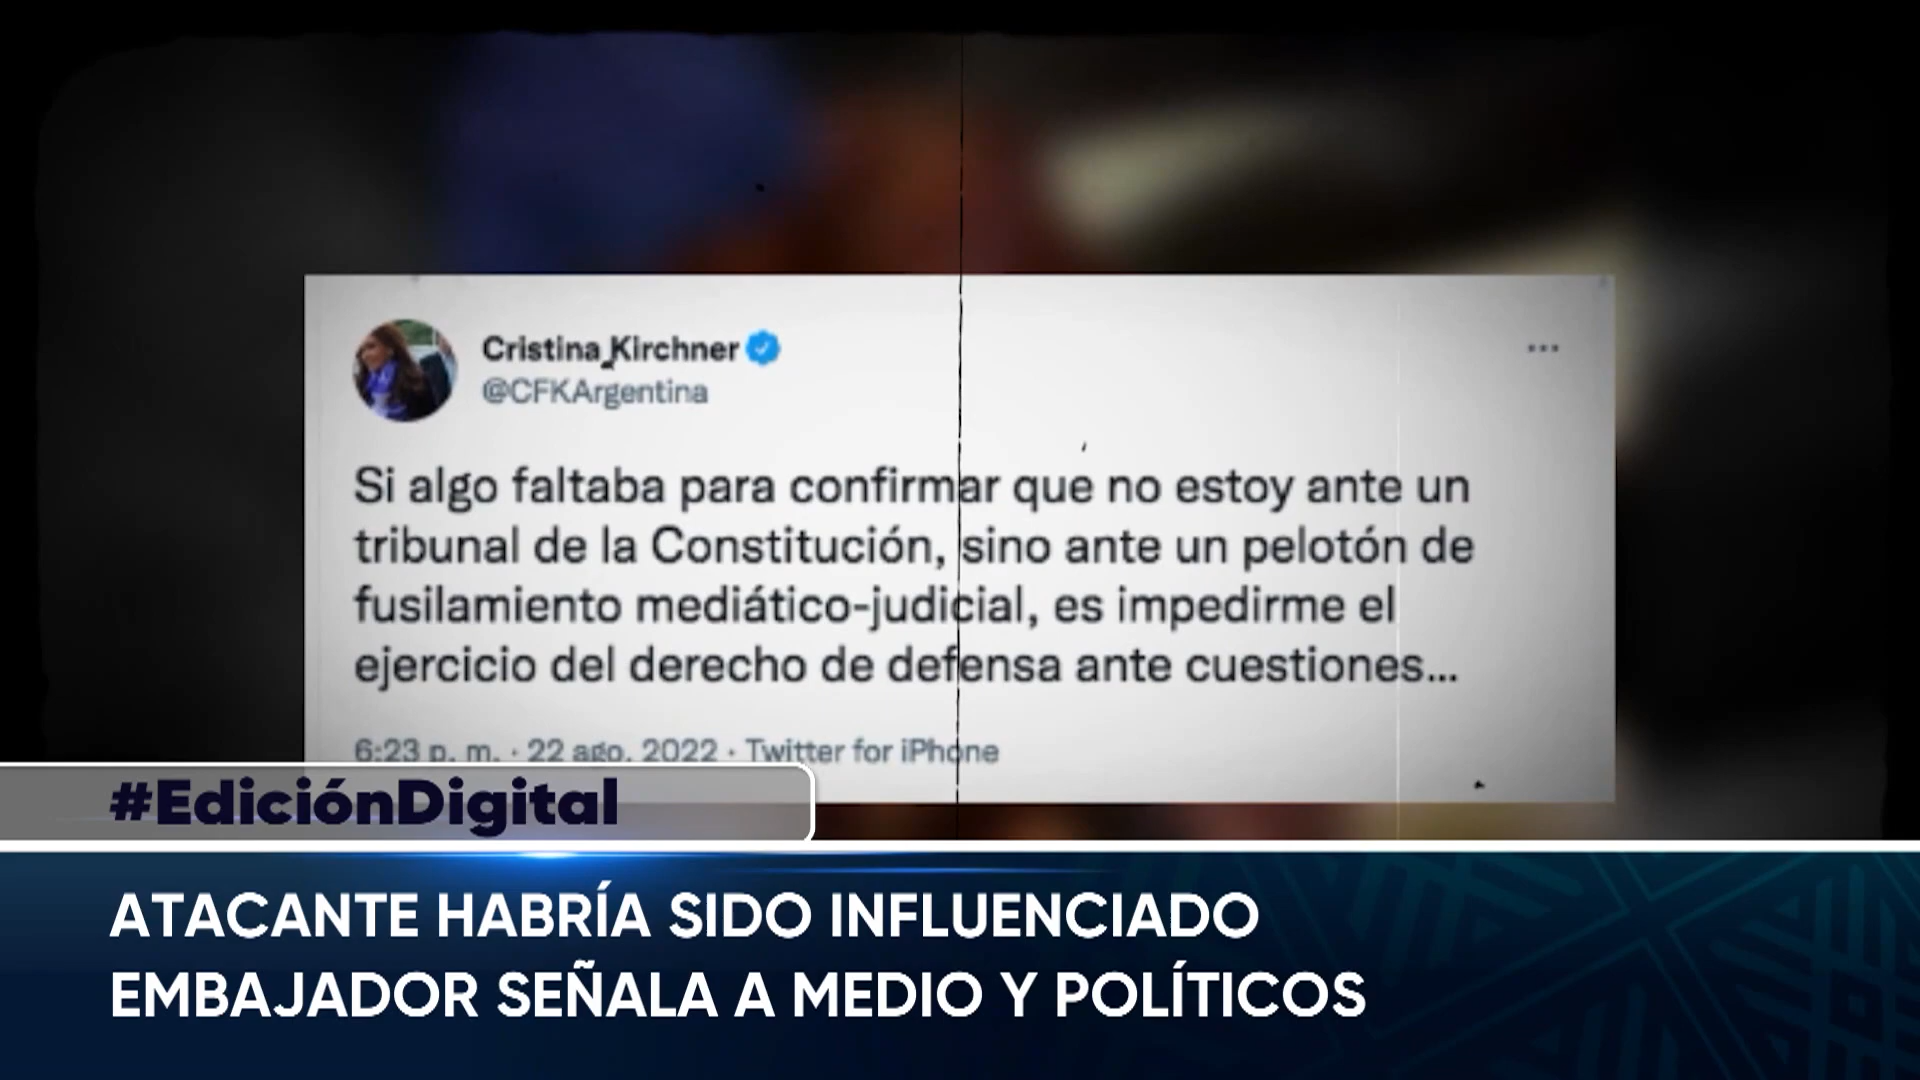 Cristina Kirchner
@CFKArgentina
Si algo faltaba para confirmar que no estoy ante un
tribunal de la Constitución, sino ante un pelotón de
fusilamiento mediático-judicial, es impedirme el
ejercicio del derecho de defensa ante cuestiones...
6:23 p. m. · 22 ago. 2022 · Twitter for iPhone
#EdiciónDigital
ATACANTE HABRÍA SIDO INFLUENCIADO
EMBAJADOR SEÑALA A MEDIO Y POLÍTICOS